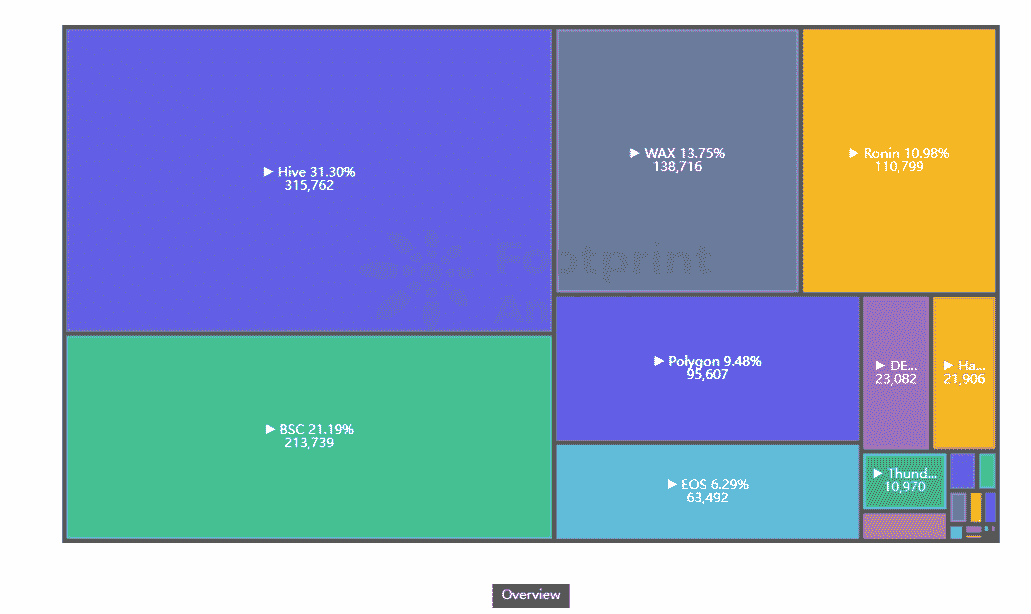 ▶ Hive 31.30%
315,762
▶ WAX 13.75%
138,716
▶ Ronin 10.98%
110,799
Footprint
▶ Polygon 9.48%
95,607
▶ DE...
23,082
▶ Ha...
21,906
▶ BSC 21.19%
213,739
▶ EOS 6.29%
63,492
▶ Thund...
10,970
Overview